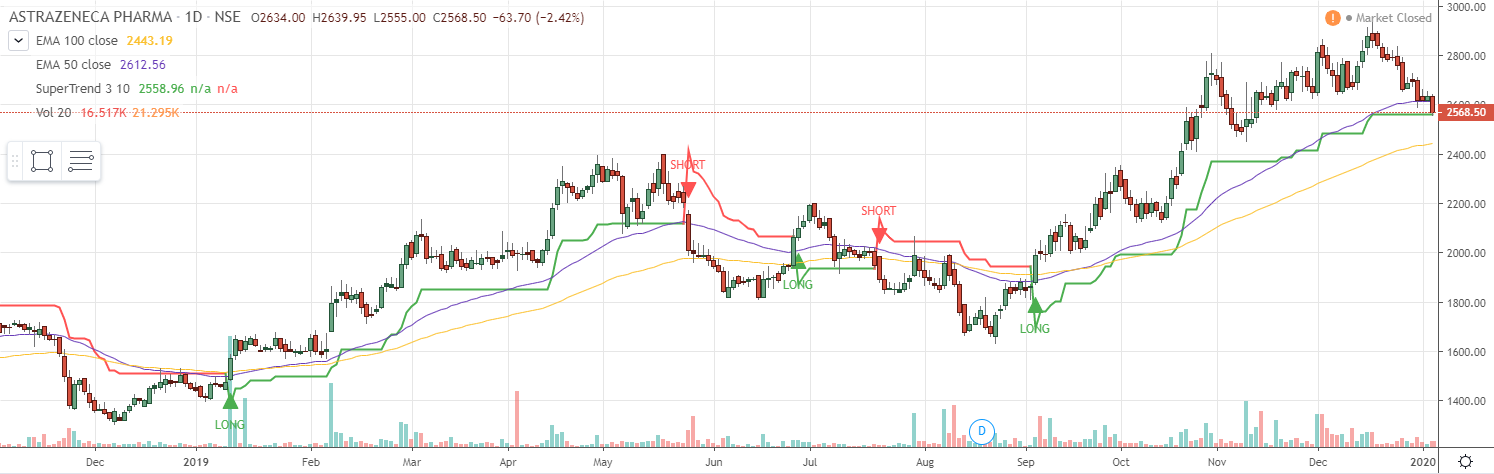 ASTRAZENECA PHARMA · 1D · NSE O2634.00 H2639.95 L2555.00 C2568.50 −63.70 (−2.42%)
! Market Closed
EMA 100 close 2443.19
EMA 50 close 2612.56
SuperTrend 3 10 2558.96 n/a n/a
Vol 20 16.517K 21.295K
3000.00
2800.00
2600.00
2568.50
2400.00
2200.00
2000.00
1800.00
1600.00
1400.00
SHORT
SHORT
LONG
LONG
LONG
D
Dec 2019 Feb Mar Apr May Jun Jul Aug Sep Oct Nov Dec 2020